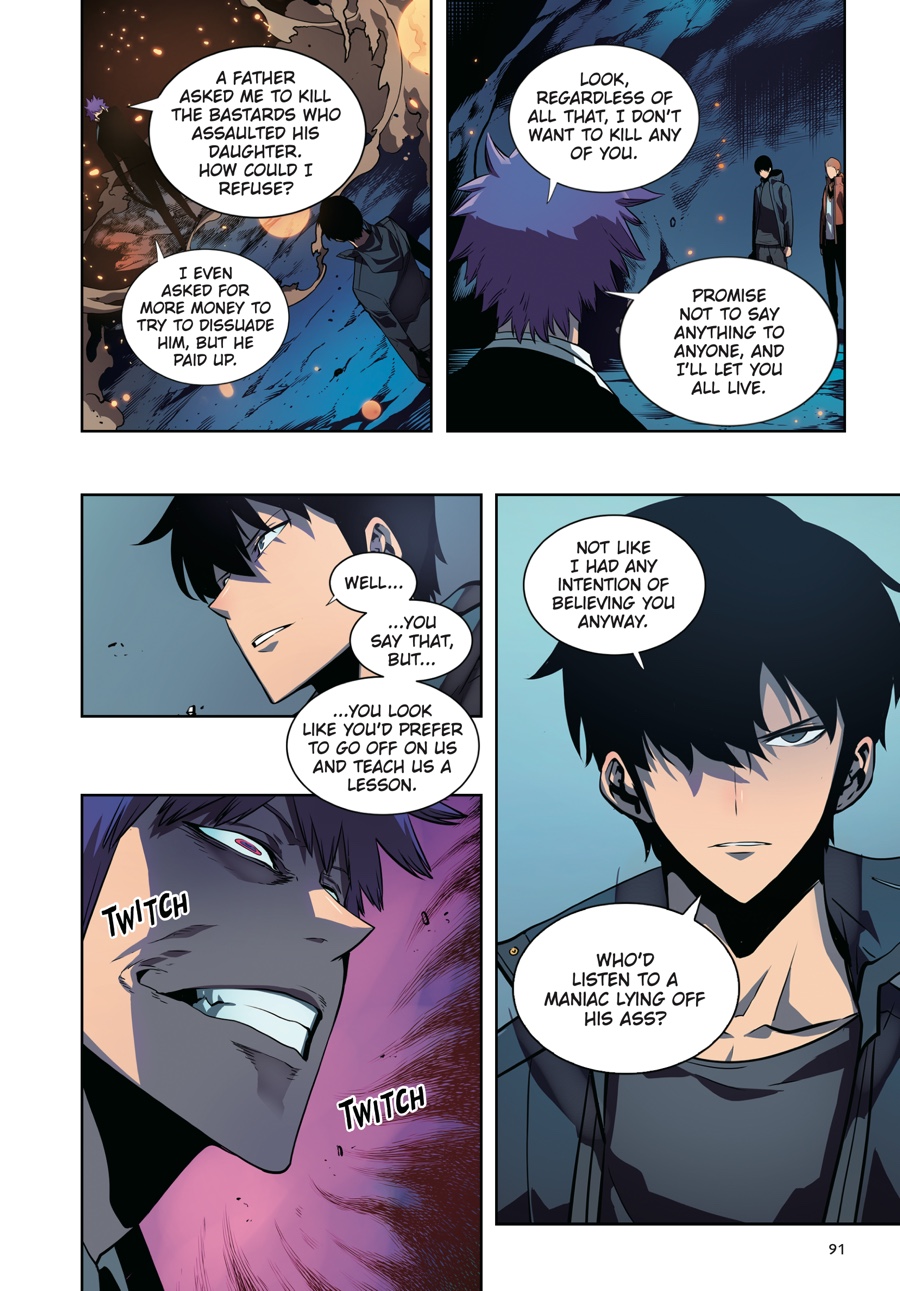 A FATHER
ASKED ME TO KILL
THE BASTARDS WHO
ASSAULTED HIS
DAUGHTER.
HOW COULD I
REFUSE?
I EVEN
ASKED FOR
MORE MONEY TO
TRY TO DISSUADE
HIM, BUT HE
PAID UP.
LOOK,
REGARDLESS OF
ALL THAT, I DON'T
WANT TO KILL ANY
OF YOU.
PROMISE
NOT TO SAY
ANYTHING TO
ANYONE, AND
I'LL LET YOU
ALL LIVE.
WELL...
...YOU
SAY THAT,
BUT...
...YOU LOOK
LIKE YOU'D PREFER
TO GO OFF ON US
AND TEACH US A
LESSON.
TWITCH
TWITCH
NOT LIKE
I HAD ANY
INTENTION OF
BELIEVING YOU
ANYWAY.
WHO'D
LISTEN TO A
MANIAC LYING OFF
HIS ASS?
91